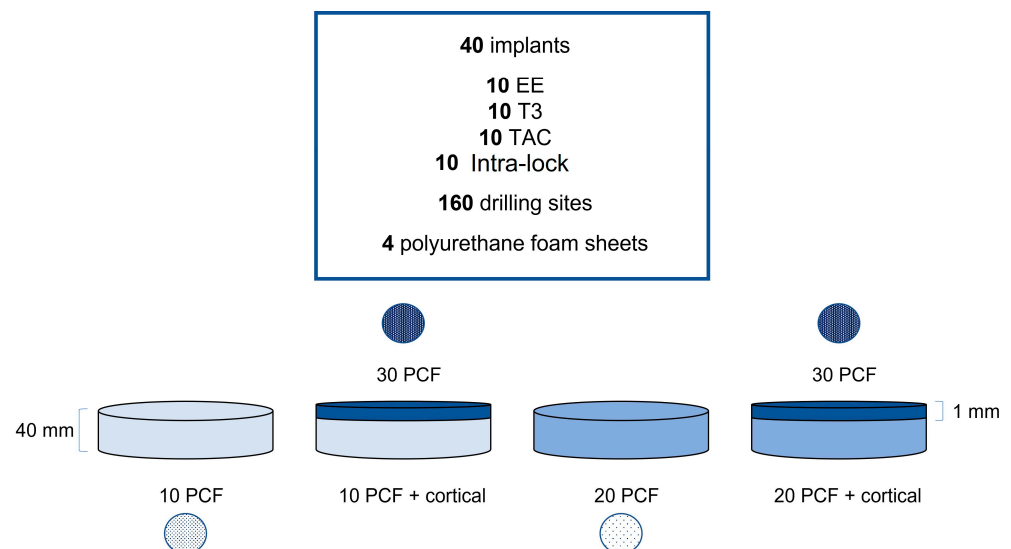 40 implants
10 EE
10 T3
10 TAC
10 Intra-lock
160 drilling sites
4 polyurethane foam sheets
30 PCF
30 PCF
40 mm
1 mm
10 PCF
10 PCF + cortical
20 PCF
20 PCF + cortical